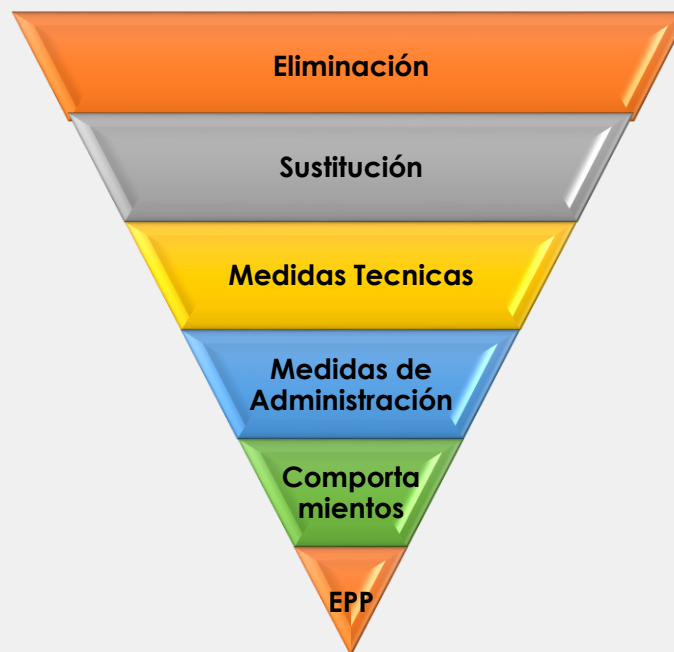 Eliminación
Sustitución
Medidas Tecnicas
Medidas de
Administración
Comporta
mientos
EPP